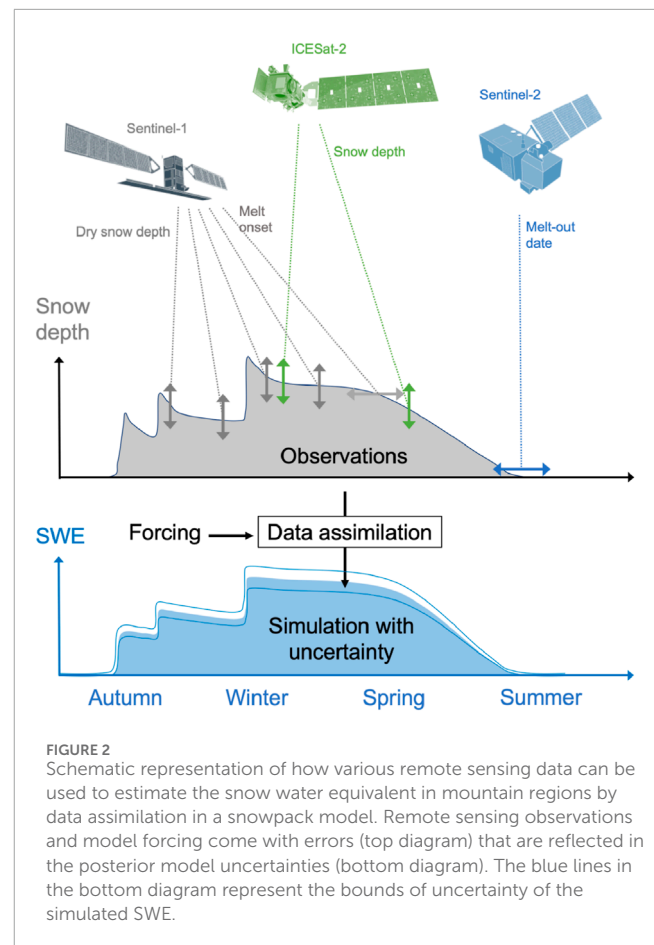 ICESat-2
Sentinel-1
Sentinel-2
Snow depth
Melt
onset
Dry snow depth
Melt-out
date
Snow
depth
Observations
SWE
Forcing
Data assimilation
Simulation with
uncertainty
Autumn
Winter
Spring
Summer
FIGURE 2
Schematic representation of how various remote sensing data can be
used to estimate the snow water equivalent in mountain regions by
data assimilation in a snowpack model. Remote sensing observations
and model forcing come with errors (top diagram) that are reflected in
the posterior model uncertainties (bottom diagram). The blue lines in
the bottom diagram represent the bounds of uncertainty of the
simulated SWE.